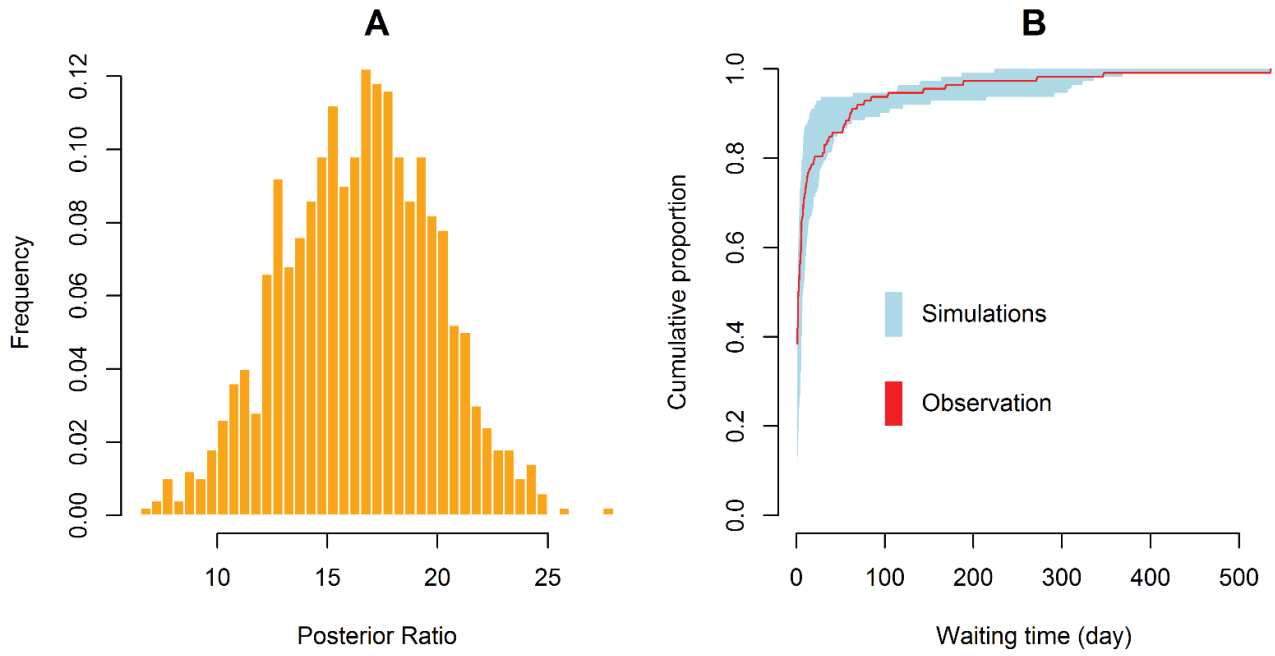 A
Frequency
0.12
0.10
0.08
0.06
0.04
0.02
0.00
10 15 20 25
Posterior Ratio
B
Cumulative proportion
1.0
0.8
0.6
0.4
0.2
0.0
Simulations
Observation
0 100 200 300 400 500
Waiting time (day)